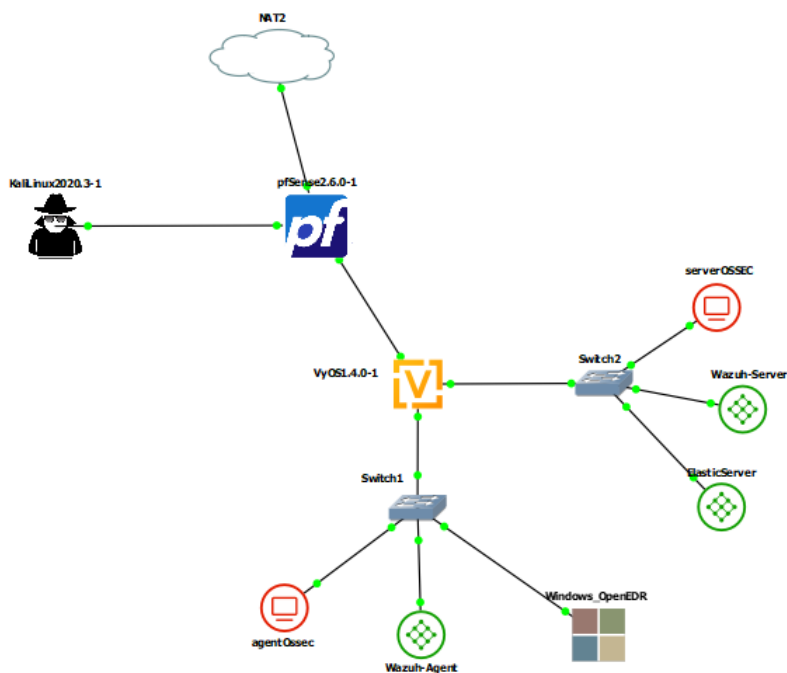 NAT2
KaliLinux2020.3-1
pfSense2.6.0-1
pf
serverOSSEC
Switch2
VyOS1.4.0-1
V
Wazuh-Server
ElasticServer
Switch1
Windows_OpenEDR
agentOssec
Wazuh-Agent